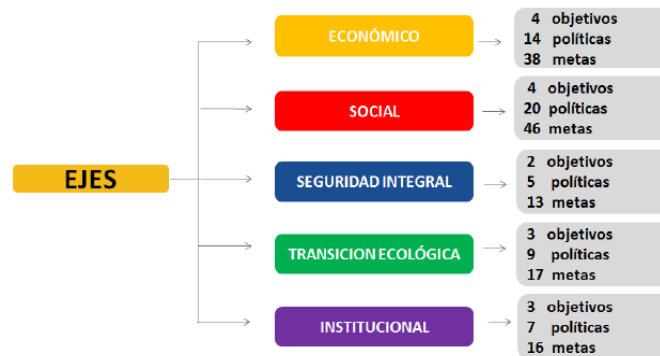 EJES
ECONÓMICO
4 objetivos
14 políticas
38 metas
SOCIAL
4 objetivos
20 políticas
46 metas
SEGURIDAD INTEGRAL
2 objetivos
5 políticas
13 metas
TRANSICION ECOLÓGICA
3 objetivos
9 políticas
17 metas
INSTITUCIONAL
3 objetivos
7 políticas
16 metas